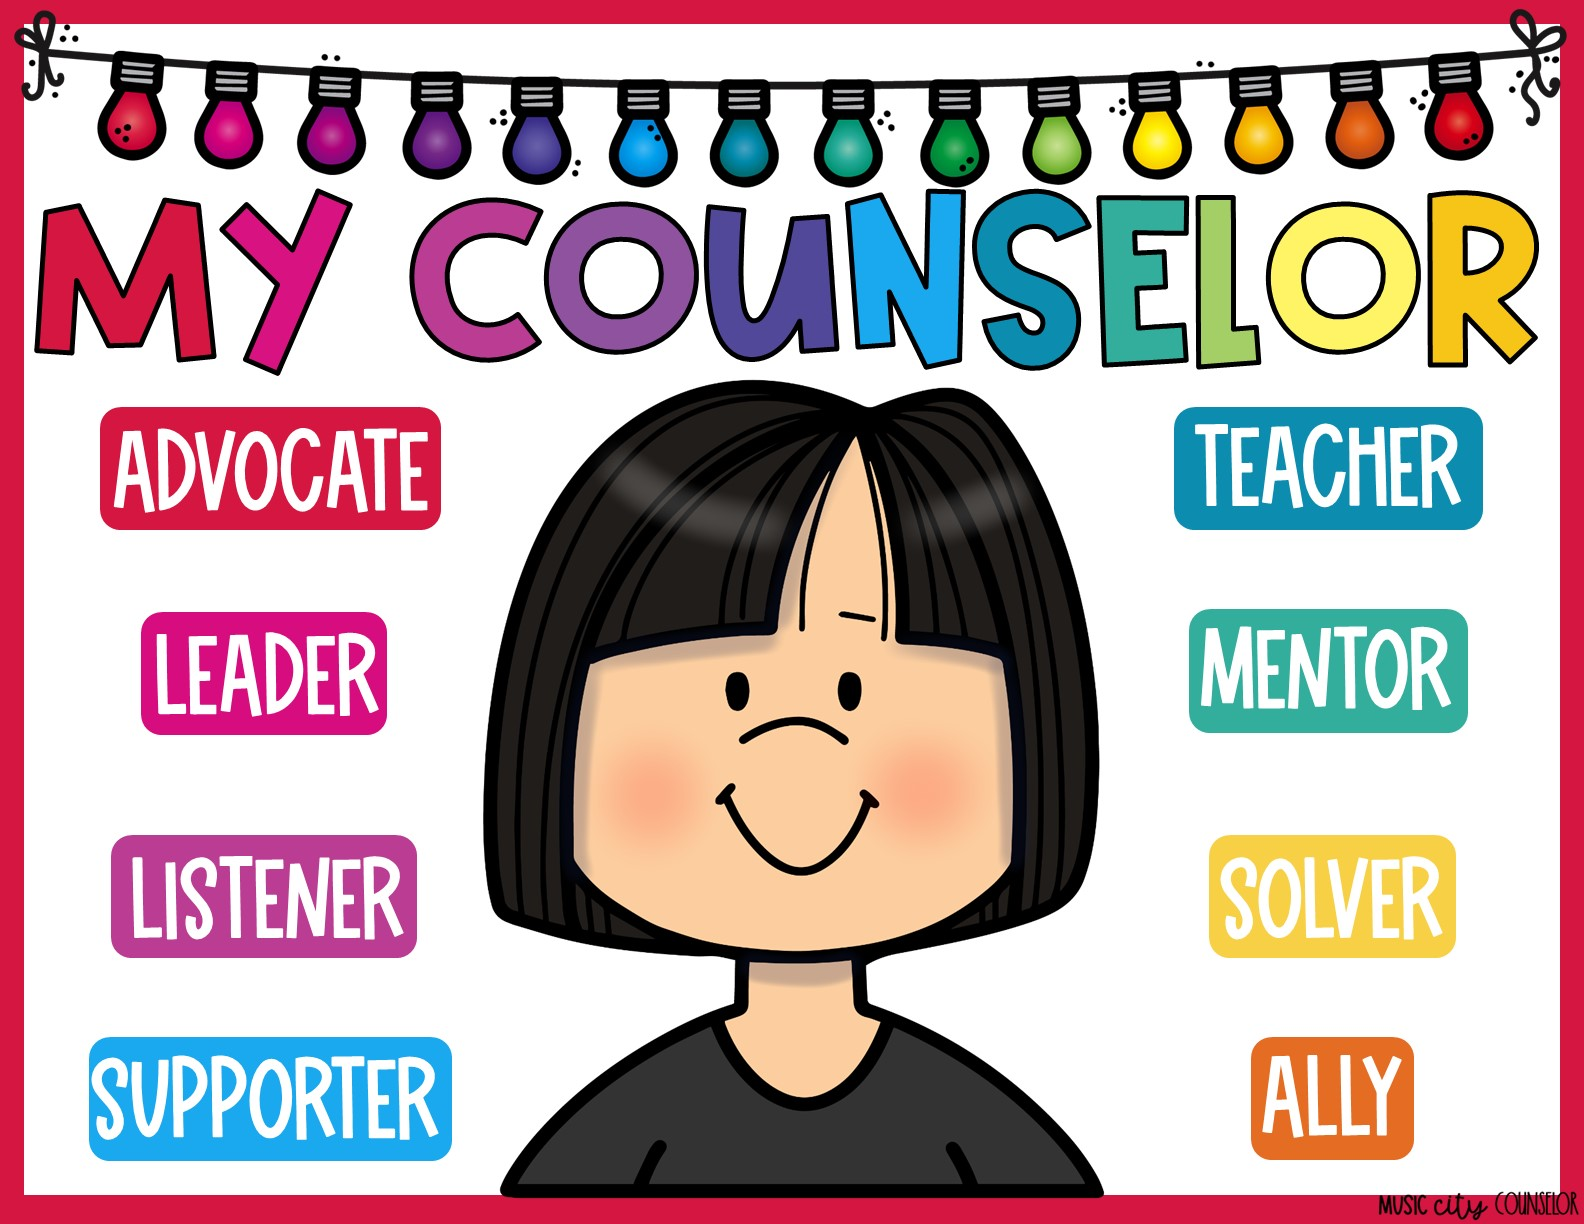 MY COUNSELOR
ADVOCATE
LEADER
LISTENER
SUPPORTER
TEACHER
MENTOR
SOLVER
ALLY
MUSIC city COUNSELOR